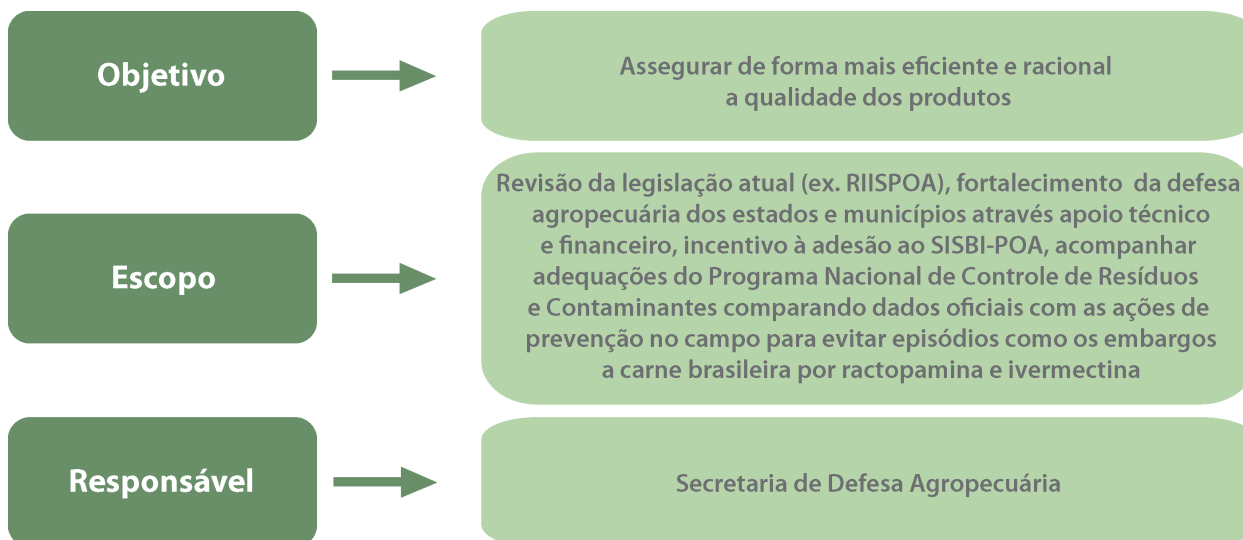 Objetivo
Assegurar de forma mais eficiente e racional
a qualidade dos produtos
Escopo
Revisão da legislação atual (ex. RIISPOA), fortalecimento da defesa
agropecuária dos estados e municípios através apoio técnico
e financeiro, incentivo à adesão ao SISBI-POA, acompanhar
adequações do Programa Nacional de Controle de Resíduos
e Contaminantes comparando dados oficiais com as ações de
prevenção no campo para evitar episódios como os embargos
a carne brasileira por ractopamina e ivermectina
Responsável
Secretaria de Defesa Agropecuária